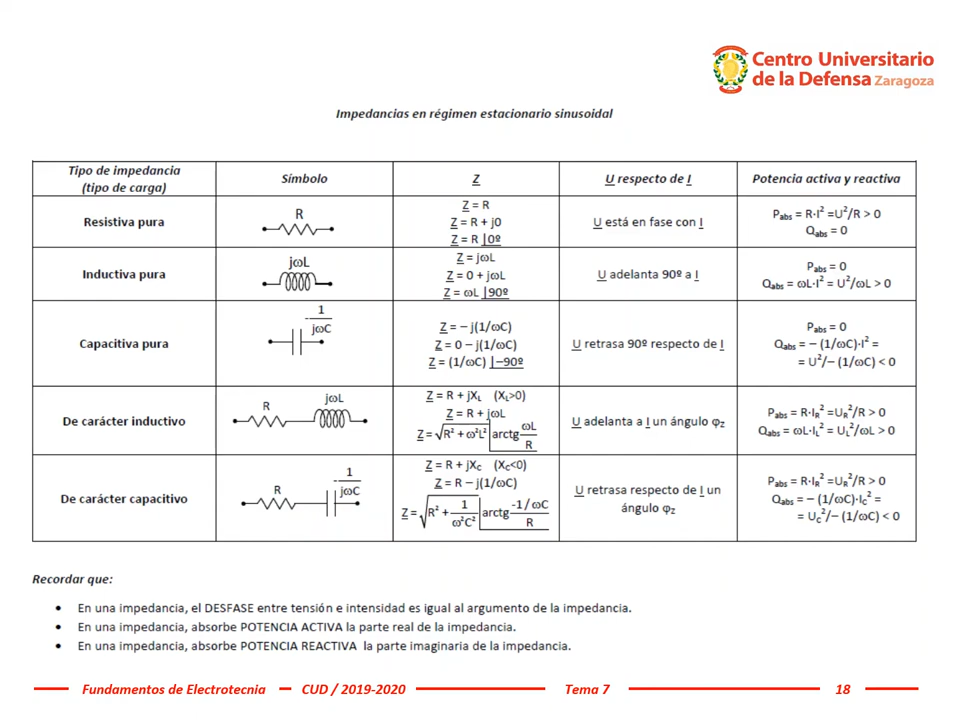 Centro Universitario
de la Defensa Zaragoza
Impedancias en régimen estacionario sinusoidal
Tipo de impedancia
(tipo de carga)
Símbolo
Z
U respecto de I
Potencia activa y reactiva
Resistiva pura
R
Z = R
Z = R + j0
Z = R |0º
U está en fase con I
Pabs = R·I² =U²/R > 0
Qabs = 0
Inductiva pura
jωL
Z = jωL
Z = 0 + jωL
Z = ωL |90º
U adelanta 90º a I
Pabs = 0
Qabs = ωL·I² = U²/ωL > 0
Capacitiva pura
1
jωC
Z = – j(1/ωC)
Z = 0 – j(1/ωC)
Z = (1/ωC) |–90º
U retrasa 90º respecto de I
Pabs = 0
Qabs = – (1/ωC)·I² =
= U²/– (1/ωC) < 0
De carácter inductivo
R
jωL
Z = R + jXL (XL>0)
Z = R + jωL
Z = √R² + ω²L² |arctg ωL
R
U adelanta a I un ángulo φz
Pabs = R·IR² =UR²/R > 0
Qabs = ωL·IL² = UL²/ωL > 0
De carácter capacitivo
R
1
jωC
Z = R + jXC (XC<0)
Z = R – j(1/ωC)
Z = √R² + 1/ω²C² |arctg -1/ωC
R
U retrasa respecto de I un
ángulo φz
Pabs = R·IR² =UR²/R > 0
Qabs = – (1/ωC)·IC² =
= UC²/– (1/ωC) < 0
Recordar que:
• En una impedancia, el DESFASE entre tensión e intensidad es igual al argumento de la impedancia.
• En una impedancia, absorbe POTENCIA ACTIVA la parte real de la impedancia.
• En una impedancia, absorbe POTENCIA REACTIVA la parte imaginaria de la impedancia.
Fundamentos de Electrotecnia
CUD / 2019-2020
Tema 7
18